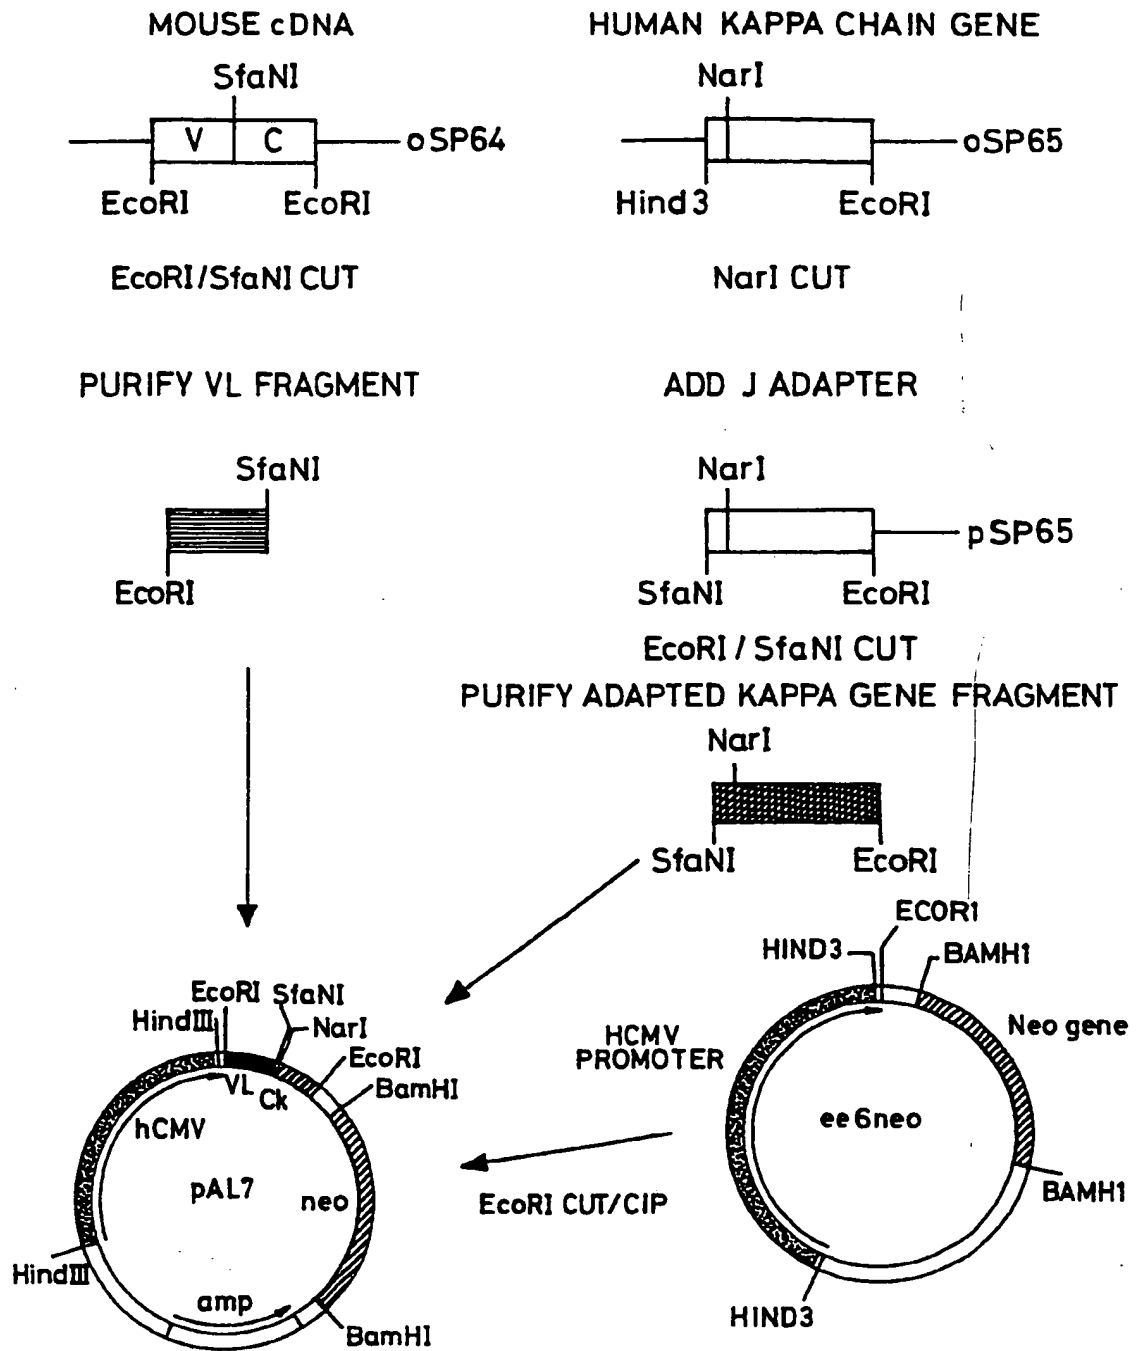 MOUSE cDNA
SfaNI
V C
oSP64
EcoRI EcoRI
EcoRI/SfaNI CUT
PURIFY VL FRAGMENT
SfaNI
EcoRI
HUMAN KAPPA CHAIN GENE
NarI
oSP65
Hind3 EcoRI
NarI CUT
ADD J ADAPTER
NarI
pSP65
SfaNI EcoRI
EcoRI / SfaNI CUT
PURIFY ADAPTED KAPPA GENE FRAGMENT
NarI
SfaNI EcoRI
EcoRI SfaNI
HindIII NarI
EcoRI
BamHI
VL Ck
hCMV
pAL7
neo
HindIII
amp
BamHI
ECOR1
HIND3 BAMH1
Neo gene
HCMV
PROMOTER
ee6neo
BAMH1
HIND3
EcoRI CUT/CIP